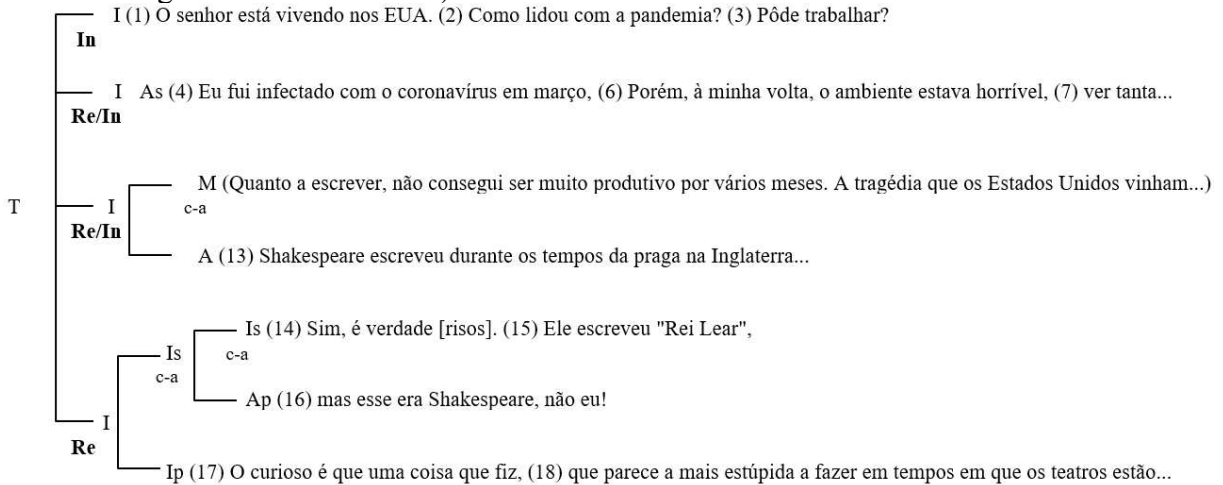 I (1) O senhor está vivendo nos EUA. (2) Como lidou com a pandemia? (3) Pôde trabalhar?
In
I As (4) Eu fui infectado com o coronavírus em março, (6) Porém, à minha volta, o ambiente estava horrível, (7) ver tanta...
Re/In
M (Quanto a escrever, não consegui ser muito produtivo por vários meses. A tragédia que os Estados Unidos vinham...)
T I c-a
Re/In
A (13) Shakespeare escreveu durante os tempos da praga na Inglaterra...
Is (14) Sim, é verdade [risos]. (15) Ele escreveu "Rei Lear",
Is c-a
c-a
Ap (16) mas esse era Shakespeare, não eu!
I
Re
Ip (17) O curioso é que uma coisa que fiz, (18) que parece a mais estúpida a fazer em tempos em que os teatros estão...